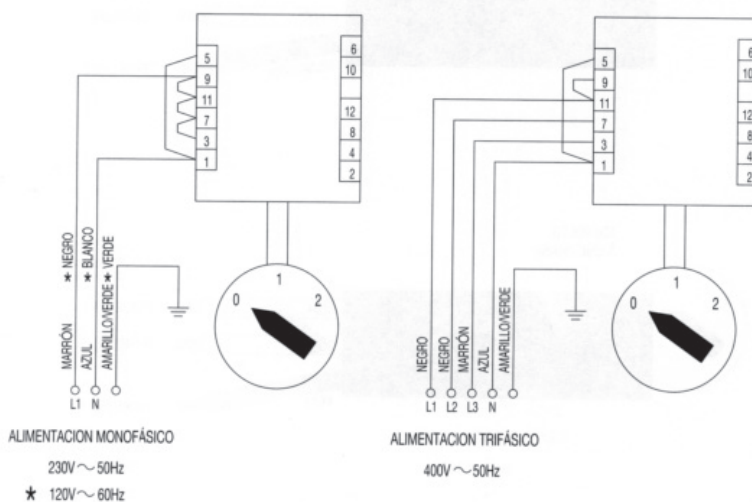 5
9
11
7
3
1
6
10
12
8
4
2
0
1
2
MARRÓN ★ NEGRO
AZUL ★ BLANCO
AMARILLO/VERDE ★ VERDE
L1 N
ALIMENTACION MONOFÁSICO
230V ～ 50Hz
★ 120V ～ 60Hz
5
9
11
7
3
1
6
10
12
8
4
2
0
1
2
NEGRO
NEGRO
MARRÓN
AZUL
AMARILLO/VERDE
L1 L2 L3 N
ALIMENTACION TRIFÁSICO
400V ～ 50Hz